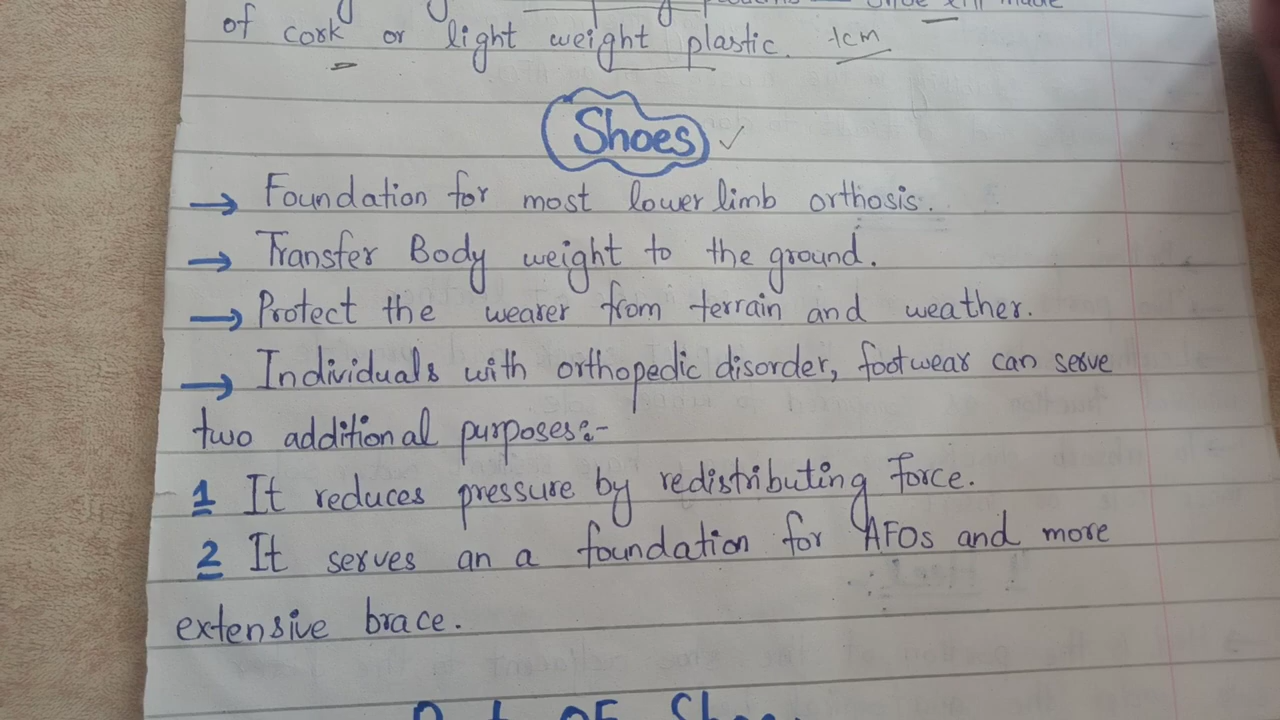 made
of cork or light weight plastic. 1cm
Shoes
→ Foundation for most lower limb orthosis.
→ Transfer Body weight to the ground.
→ Protect the wearer from terrain and weather.
→ Individuals with orthopedic disorder, footwear can serve
two additional purposes:-
1 It reduces pressure by redistributing force.
2 It serves an a foundation for AFOs and more
extensive brace.